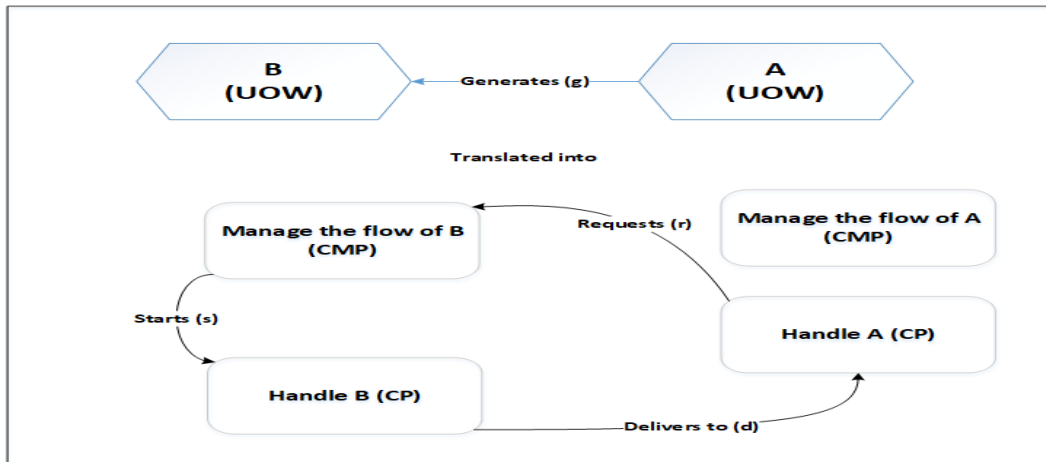 B
(UOW)
Generates (g)
A
(UOW)
Translated into
Manage the flow of B
(CMP)
Requests (r)
Manage the flow of A
(CMP)
Starts (s)
Handle A (CP)
Handle B (CP)
Delivers to (d)